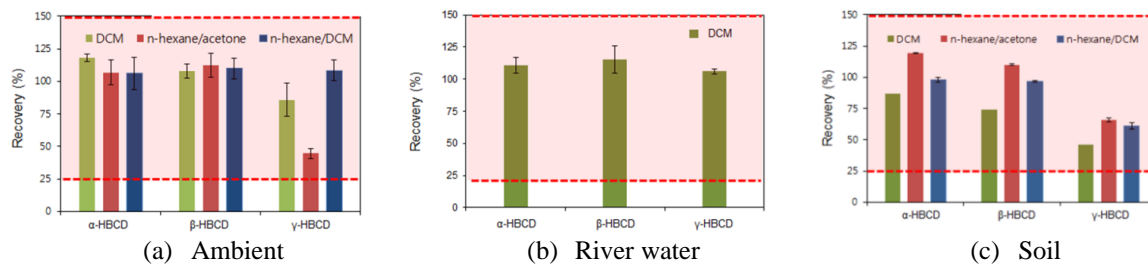 150
125
100
75
50
25
0
Recovery (%)
DCM n-hexane/acetone n-hexane/DCM
α-HBCD β-HBCD γ-HBCD
(a) Ambient
150
125
100
75
50
25
0
Recovery (%)
DCM
α-HBCD β-HBCD γ-HBCD
(b) River water
150
125
100
75
50
25
0
Recovery (%)
DCM n-hexane/acetone n-hexane/DCM
α-HBCD β-HBCD γ-HBCD
(c) Soil